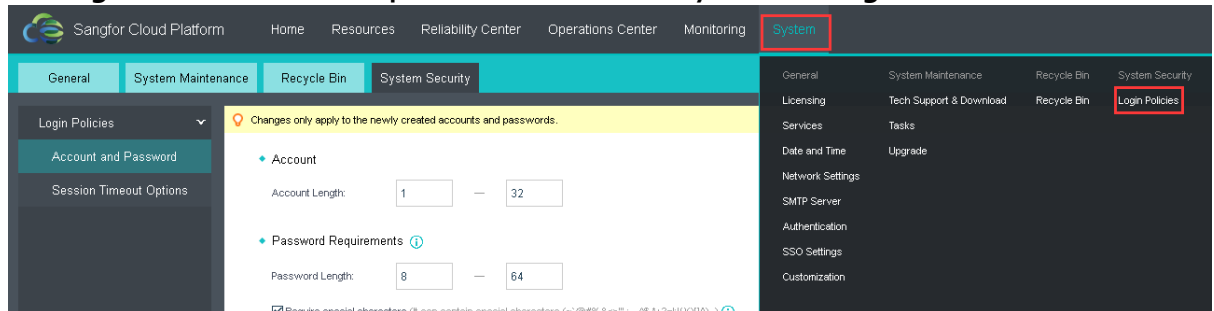 Sangfor Cloud Platform Home Resources Reliability Center Operations Center Monitoring System
General System Maintenance Recycle Bin System Security
Login Policies
Account and Password
Session Timeout Options
Changes only apply to the newly created accounts and passwords.
Account
Account Length: 1 — 32
Password Requirements
Password Length: 8 — 64
Require special characters
General
Licensing
Services
Date and Time
Network Settings
SMTP Server
Authentication
SSO Settings
Customization
System Maintenance
Tech Support & Download
Tasks
Upgrade
Recycle Bin
Recycle Bin
System Security
Login Policies